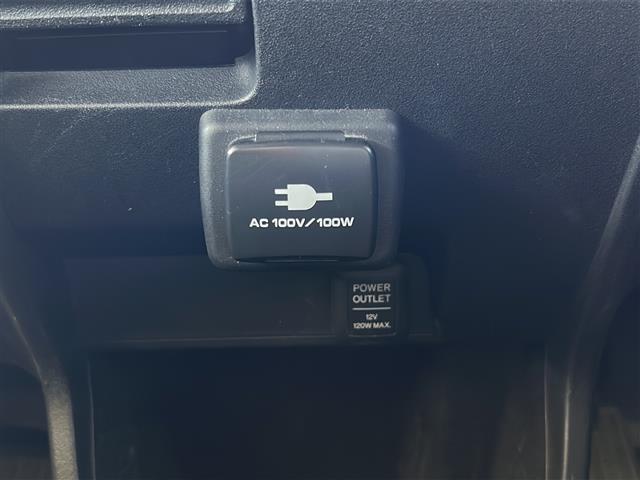 AC 100V/100W
POWER
OUTLET
12V
120W MAX.